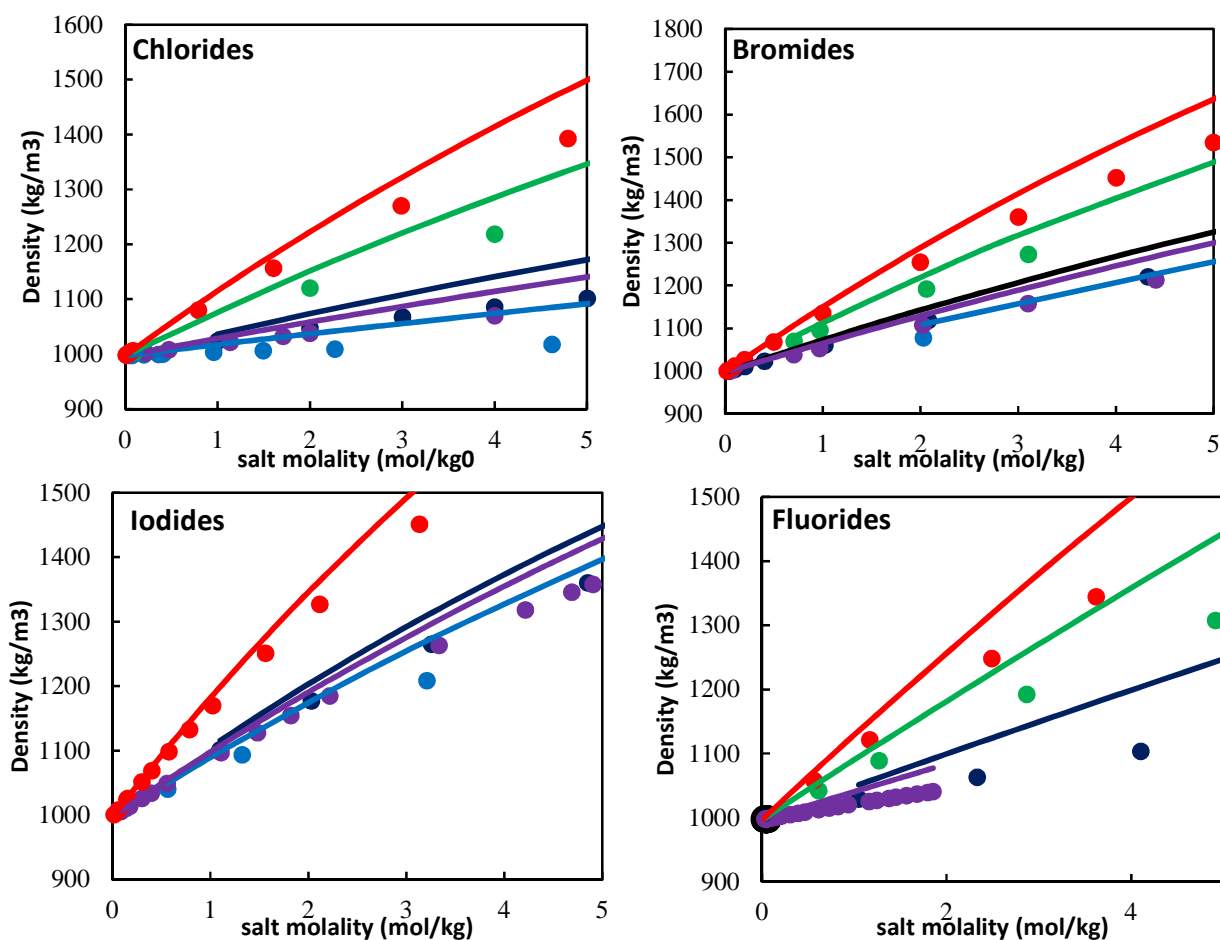 Chlorides
Density (kg/m3)
1600
1500
1400
1300
1200
1100
1000
900
0 1 2 3 4 5
salt molality (mol/kg0
Bromides
Density (kg/m3)
1800
1700
1600
1500
1400
1300
1200
1100
1000
900
0 1 2 3 4 5
salt molality (mol/kg)
Iodides
Density (kg/m3)
1500
1400
1300
1200
1100
1000
900
0 1 2 3 4 5
salt molality (mol/kg)
Fluorides
Density (kg/m3)
1500
1400
1300
1200
1100
1000
900
0 2 4
salt molality (mol/kg)